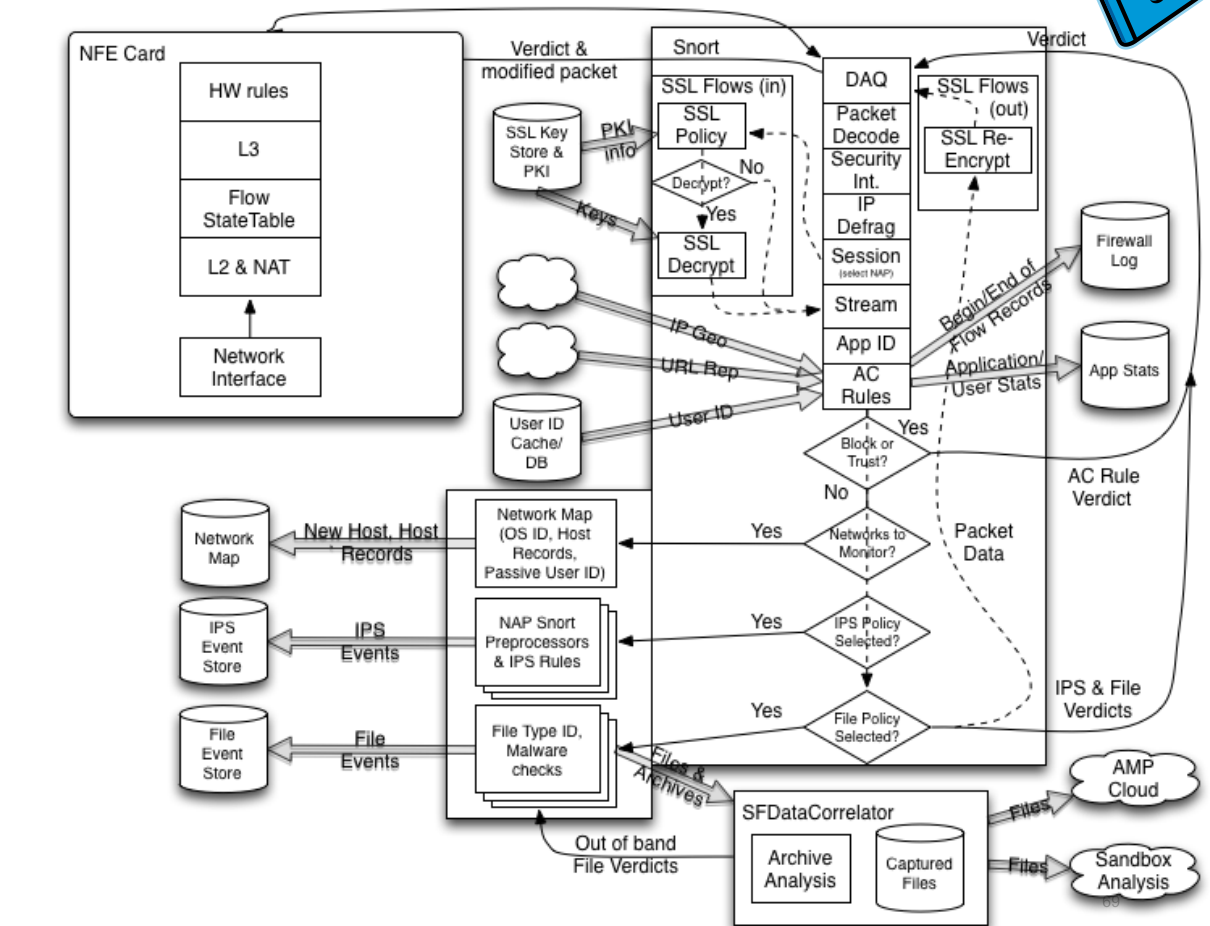 NFE Card
HW rules
L3
Flow
StateTable
L2 & NAT
Network
Interface
Verdict &
modified packet
Snort
Verdict
SSL Key
Store &
PKI
PKI
info
Keys
SSL Flows (in)
SSL
Policy
Decrypt?
No
Yes
SSL
Decrypt
DAQ
Packet
Decode
Security
Int.
IP
Defrag
Session
(select NAP)
Stream
App ID
AC
Rules
SSL Flows
(out)
SSL Re-
Encrypt
IP Geo
URL Rep
User ID
Cache/
DB
User ID
Begin/End of
Flow Records
Firewall
Log
Application/
User Stats
App Stats
Block or
Trust?
Yes
No
AC Rule
Verdict
Networks to
Monitor?
Yes
Packet
Data
IPS Policy
Selected?
Yes
File Policy
Selected?
Yes
IPS & File
Verdicts
Network Map
(OS ID, Host
Records,
Passive User ID)
New Host, Host
` Records
Network
Map
NAP Snort
Preprocessors
& IPS Rules
IPS
Events
IPS
Event
Store
File Type ID,
Malware
checks
File
Events
File
Event
Store
Files &
Archives
Out of band
File Verdicts
SFDataCorrelator
Archive
Analysis
Captured
Files
Files
AMP
Cloud
Files
Sandbox
Analysis
69